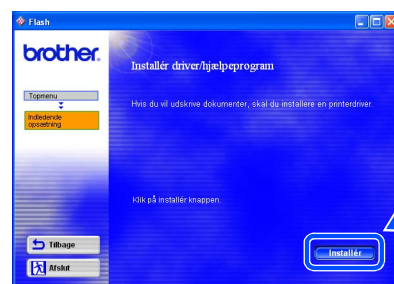 Flash
brother.
Installér driver/hjælpeprogram
Topmenu
Hvis du vil udskrive dokumenter, skal du installere en printerdriver.
Indledende
opsætning
Klik på installér knappen.
Tilbage
Installér
Afslut